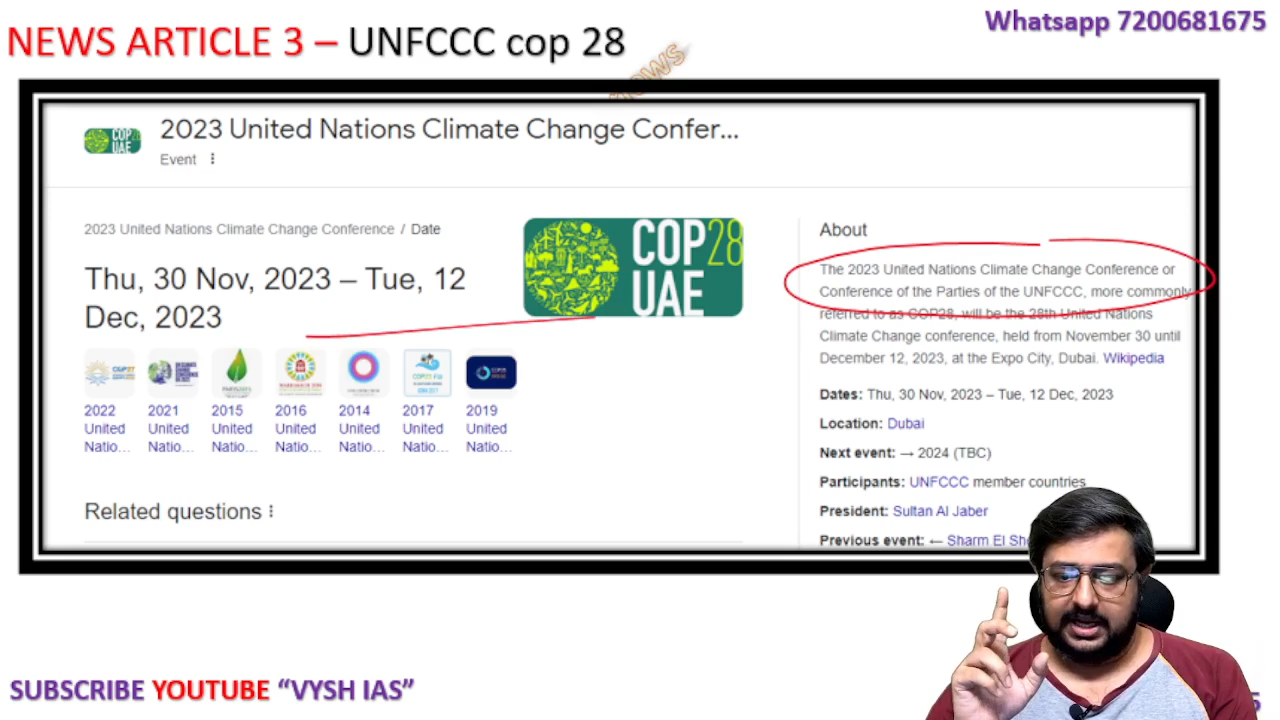 NEWS ARTICLE 3 – UNFCCC cop 28
Whatsapp 7200681675
NEWS
COP
UAE
2023 United Nations Climate Change Confer...
Event
2023 United Nations Climate Change Conference / Date
Thu, 30 Nov, 2023 – Tue, 12
Dec, 2023
COP28
UAE
2022
United
Natio...
2021
United
Natio...
2015
United
Natio...
2016
United
Natio...
2014
United
Natio...
2017
United
Natio...
2019
United
Natio...
Related questions
About
The 2023 United Nations Climate Change Conference or
Conference of the Parties of the UNFCCC, more commonly
referred to as COP28, will be the 28th United Nations
Climate Change conference, held from November 30 until
December 12, 2023, at the Expo City, Dubai. Wikipedia
Dates: Thu, 30 Nov, 2023 – Tue, 12 Dec, 2023
Location: Dubai
Next event: → 2024 (TBC)
Participants: UNFCCC member countries
President: Sultan Al Jaber
Previous event: ← Sharm El She
SUBSCRIBE YOUTUBE “VYSH IAS”